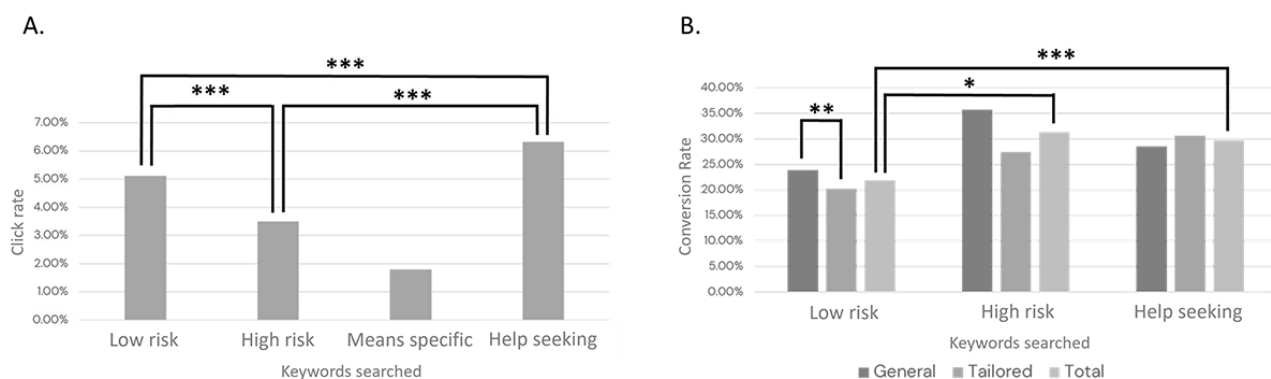 A.
***
***
***
7.00%
6.00%
5.00%
4.00%
3.00%
2.00%
1.00%
0.00%
Click rate
Low risk
High risk
Means specific
Help seeking
Keywords searched
B.
***
*
**
40.00%
35.00%
30.00%
25.00%
20.00%
15.00%
10.00%
5.00%
0.00%
Conversion Rate
Low risk
High risk
Help seeking
Keywords searched
General
Tailored
Total